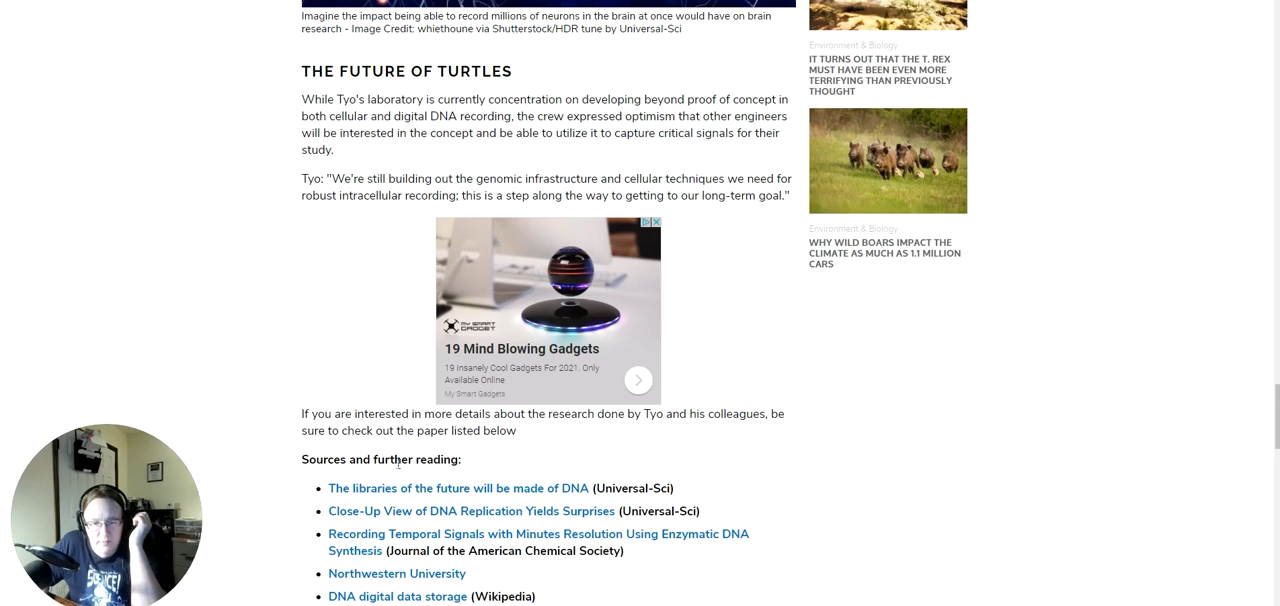 Imagine the impact being able to record millions of neurons in the brain at once would have on brain
research - Image Credit: whiethoune via Shutterstock/HDR tune by Universal-Sci
THE FUTURE OF TURTLES
While Tyo's laboratory is currently concentration on developing beyond proof of concept in
both cellular and digital DNA recording, the crew expressed optimism that other engineers
will be interested in the concept and be able to utilize it to capture critical signals for their
study.
Tyo: "We're still building out the genomic infrastructure and cellular techniques we need for
robust intracellular recording; this is a step along the way to getting to our long-term goal."
MY SMART
GADGET
19 Mind Blowing Gadgets
19 Insanely Cool Gadgets For 2021. Only
Available Online
My Smart Gadgets
If you are interested in more details about the research done by Tyo and his colleagues, be
sure to check out the paper listed below
Sources and further reading:
The libraries of the future will be made of DNA (Universal-Sci)
Close-Up View of DNA Replication Yields Surprises (Universal-Sci)
Recording Temporal Signals with Minutes Resolution Using Enzymatic DNA
Synthesis (Journal of the American Chemical Society)
Northwestern University
DNA digital data storage (Wikipedia)
Environment & Biology
IT TURNS OUT THAT THE T. REX
MUST HAVE BEEN EVEN MORE
TERRIFYING THAN PREVIOUSLY
THOUGHT
Environment & Biology
WHY WILD BOARS IMPACT THE
CLIMATE AS MUCH AS 1.1 MILLION
CARS